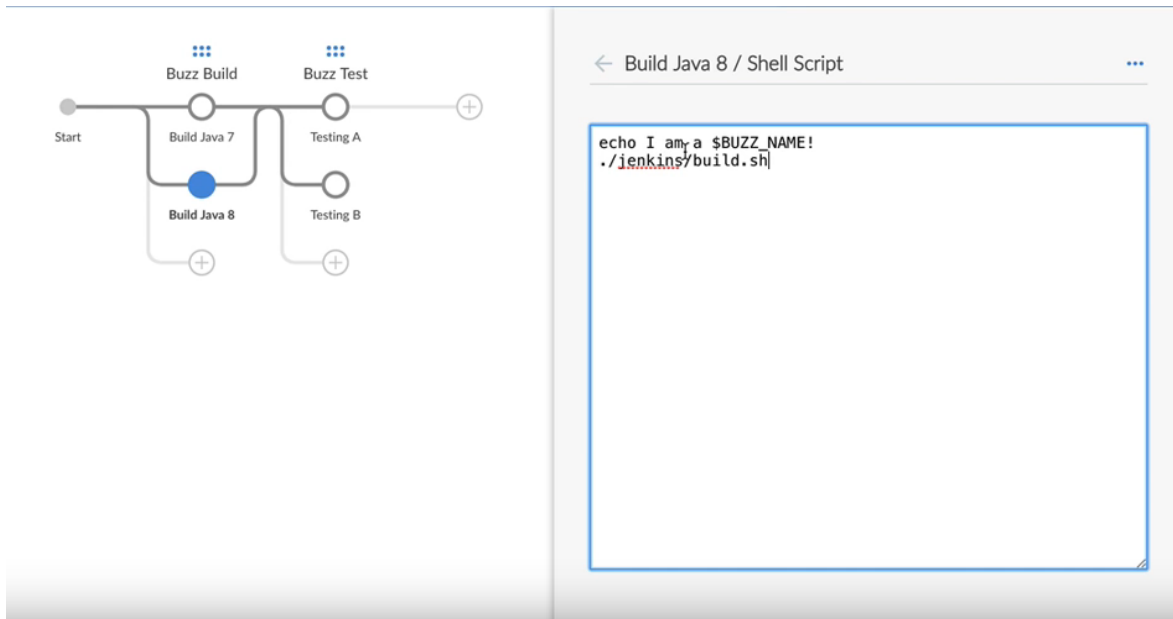 Buzz Build
Buzz Test
Start
Build Java 7
Testing A
Build Java 8
Testing B
Build Java 8 / Shell Script
echo I am a $BUZZ_NAME!
./jenkins/build.sh